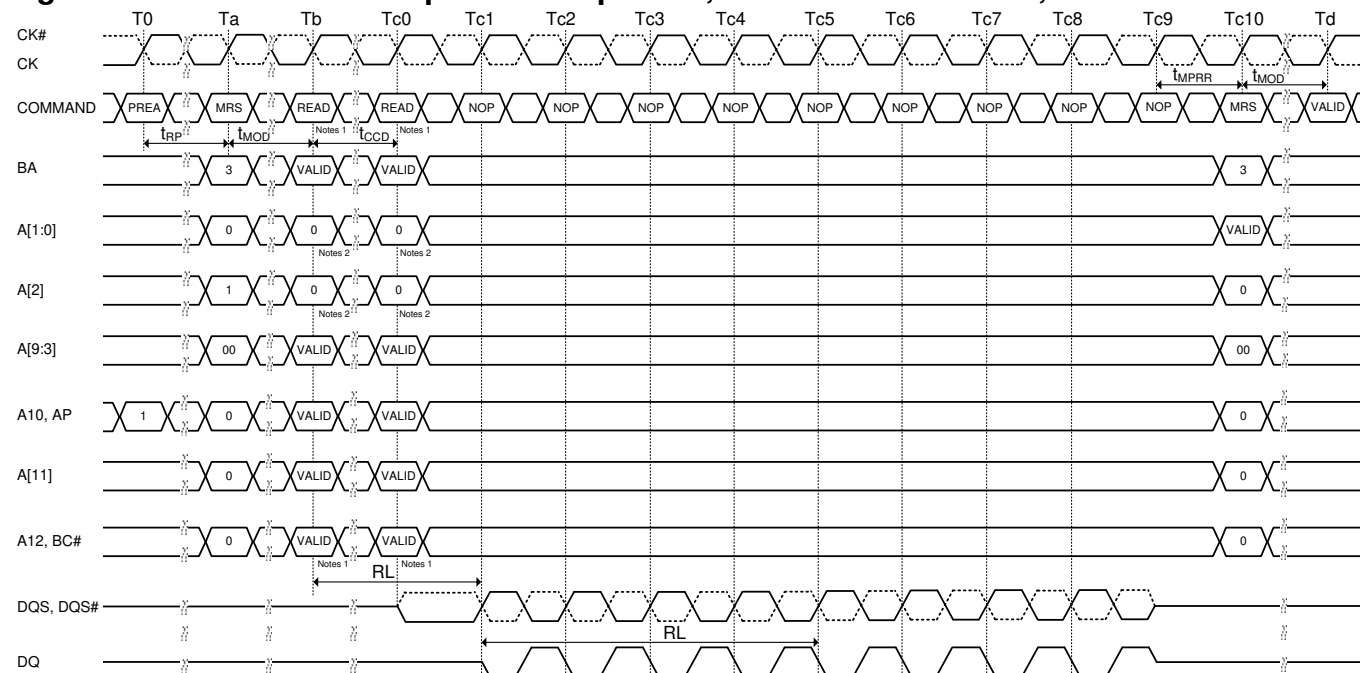 T0 Ta Tb Tc0 Tc1 Tc2 Tc3 Tc4 Tc5 Tc6 Tc7 Tc8 Tc9 Tc10 Td
CK#
CK
tMPRR tMOD
COMMAND PREA MRS READ READ NOP NOP NOP NOP NOP NOP NOP NOP NOP MRS VALID
Notes 1 Notes 1
tRP tMOD tCCD
BA 3 VALID VALID 3
A[1:0] 0 0 0 VALID
Notes 2 Notes 2
A[2] 1 0 0 0
Notes 2 Notes 2
A[9:3] 00 VALID VALID 00
A10, AP 1 0 VALID VALID 0
A[11] 0 VALID VALID 0
A12, BC# 0 VALID VALID 0
Notes 1 Notes 1
RL
DQS, DQS#
RL
DQ